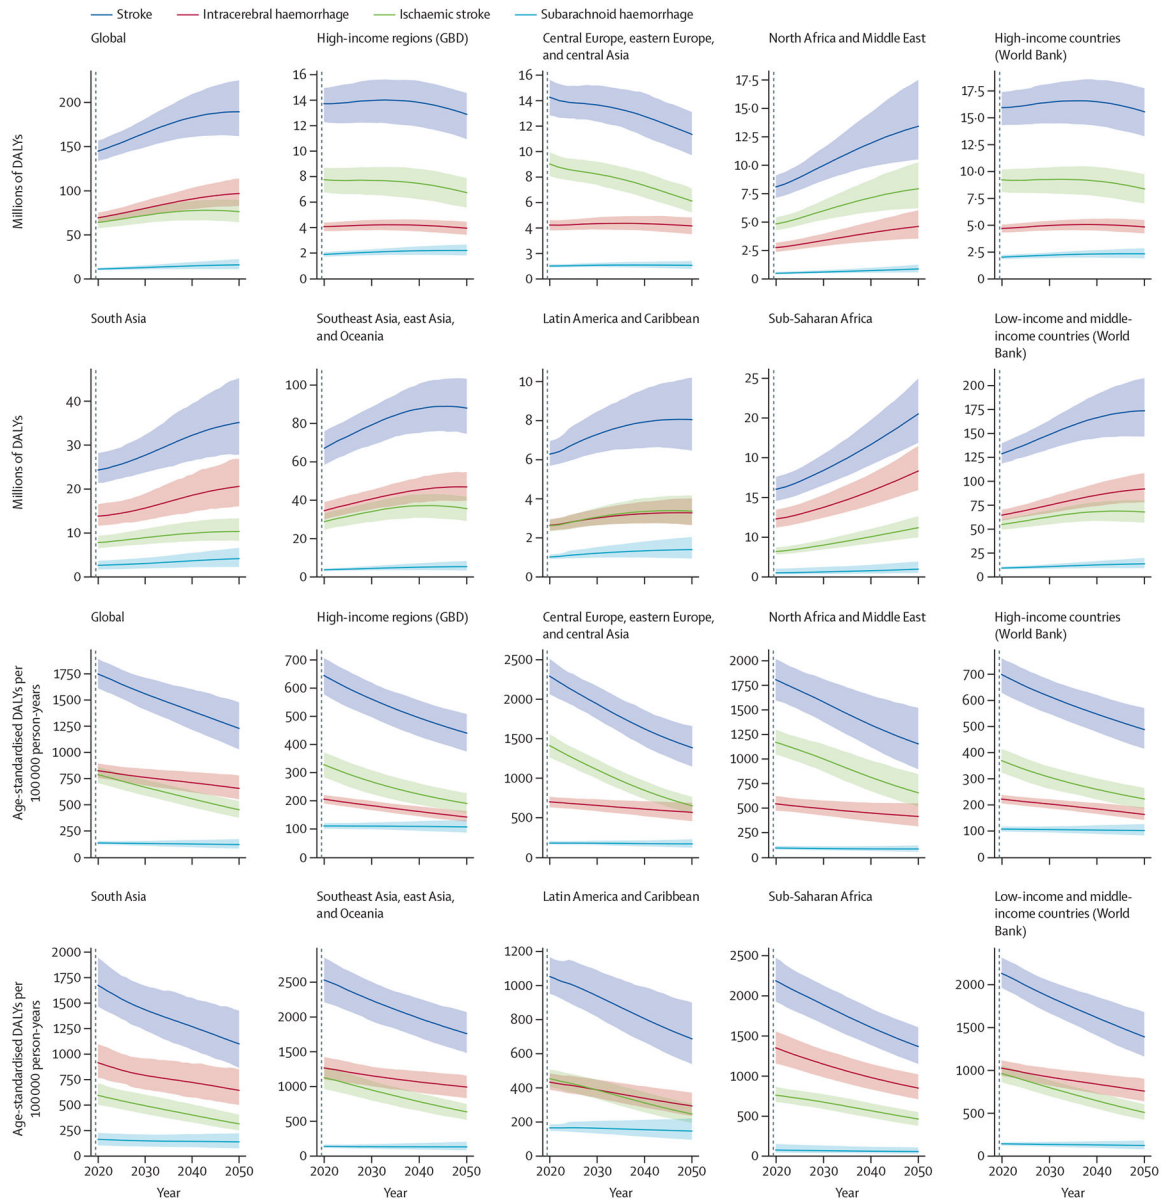 Stroke
Intracerebral haemorrhage
Ischaemic stroke
Subarachnoid haemorrhage
Millions of DALYs
Global
200
150
100
50
0
High-income regions (GBD)
16
14
12
10
8
6
4
2
0
Central Europe, eastern Europe,
and central Asia
16
14
12
10
8
6
4
2
0
North Africa and Middle East
17·5
15·0
12·5
10·0
7·5
5·0
2·5
0
High-income countries
(World Bank)
17·5
15·0
12·5
10·0
7·5
5·0
2·5
0
Millions of DALYs
South Asia
40
30
20
10
0
Southeast Asia, east Asia,
and Oceania
100
80
60
40
20
0
Latin America and Caribbean
10
8
6
4
2
0
Sub-Saharan Africa
25
20
10
15
10
0
Low-income and middle-
income countries (World
Bank)
200
175
150
125
100
75
50
25
0
Age-standardised DALYs per
100 000 person-years
Global
1750
1500
1250
1000
750
500
250
0
High-income regions (GBD)
700
600
500
400
300
200
100
0
Central Europe, eastern Europe,
and central Asia
2500
2000
1500
1000
500
0
North Africa and Middle East
2000
1750
1500
1250
1000
750
500
250
0
High-income countries
(World Bank)
700
600
500
400
300
200
100
0
Age-standardised DALYs per
100 000 person-years
South Asia
2000
1750
1500
1250
1000
750
500
250
0
2020 2030 2040 2050
Year
Southeast Asia, east Asia,
and Oceania
2500
2000
1500
1000
500
0
2020 2030 2040 2050
Year
Latin America and Caribbean
1200
1000
800
600
400
200
0
2020 2030 2040 2050
Year
Sub-Saharan Africa
2500
2000
1500
1000
500
0
2020 2030 2040 2050
Year
Low-income and middle-
income countries (World
Bank)
2000
1500
1000
500
0
2020 2030 2040 2050
Year